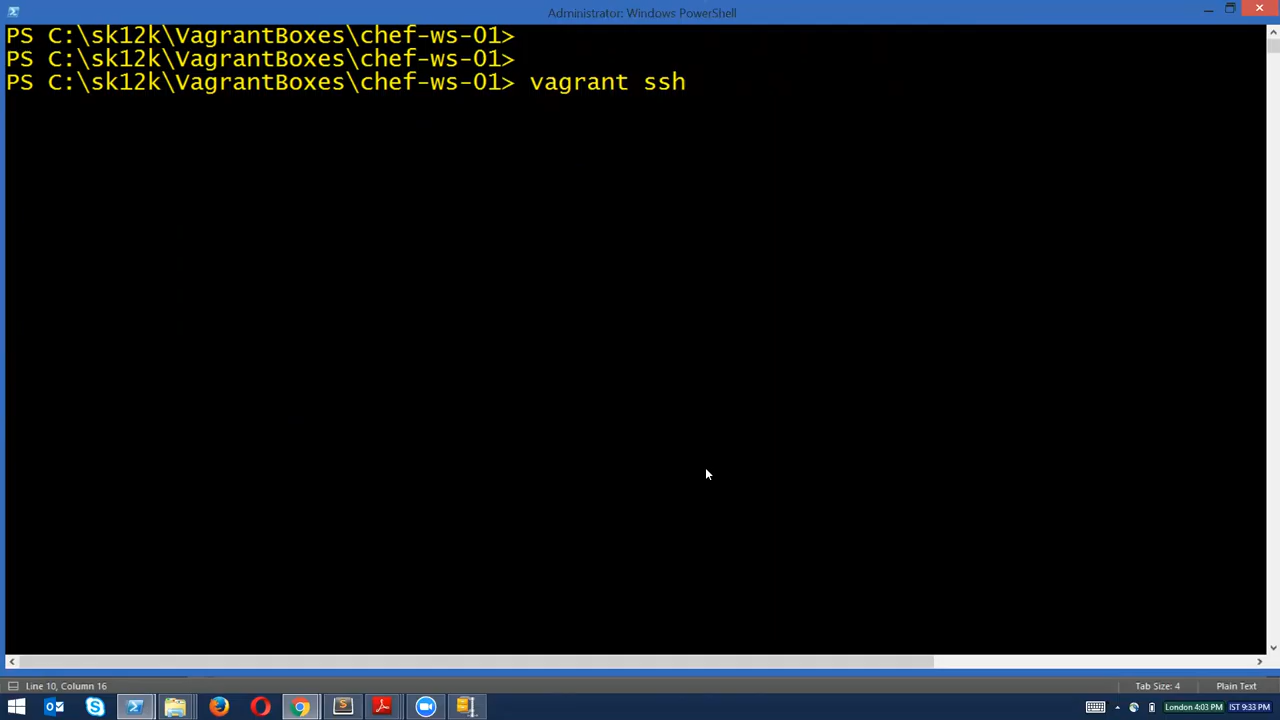 Administrator: Windows PowerShell
PS C:\sk12k\VagrantBoxes\chef-ws-01>
PS C:\sk12k\VagrantBoxes\chef-ws-01>
PS C:\sk12k\VagrantBoxes\chef-ws-01> vagrant ssh
Line 10, Column 16
Tab Size: 4
Plain Text
London 4:03 PM
IST 9:33 PM